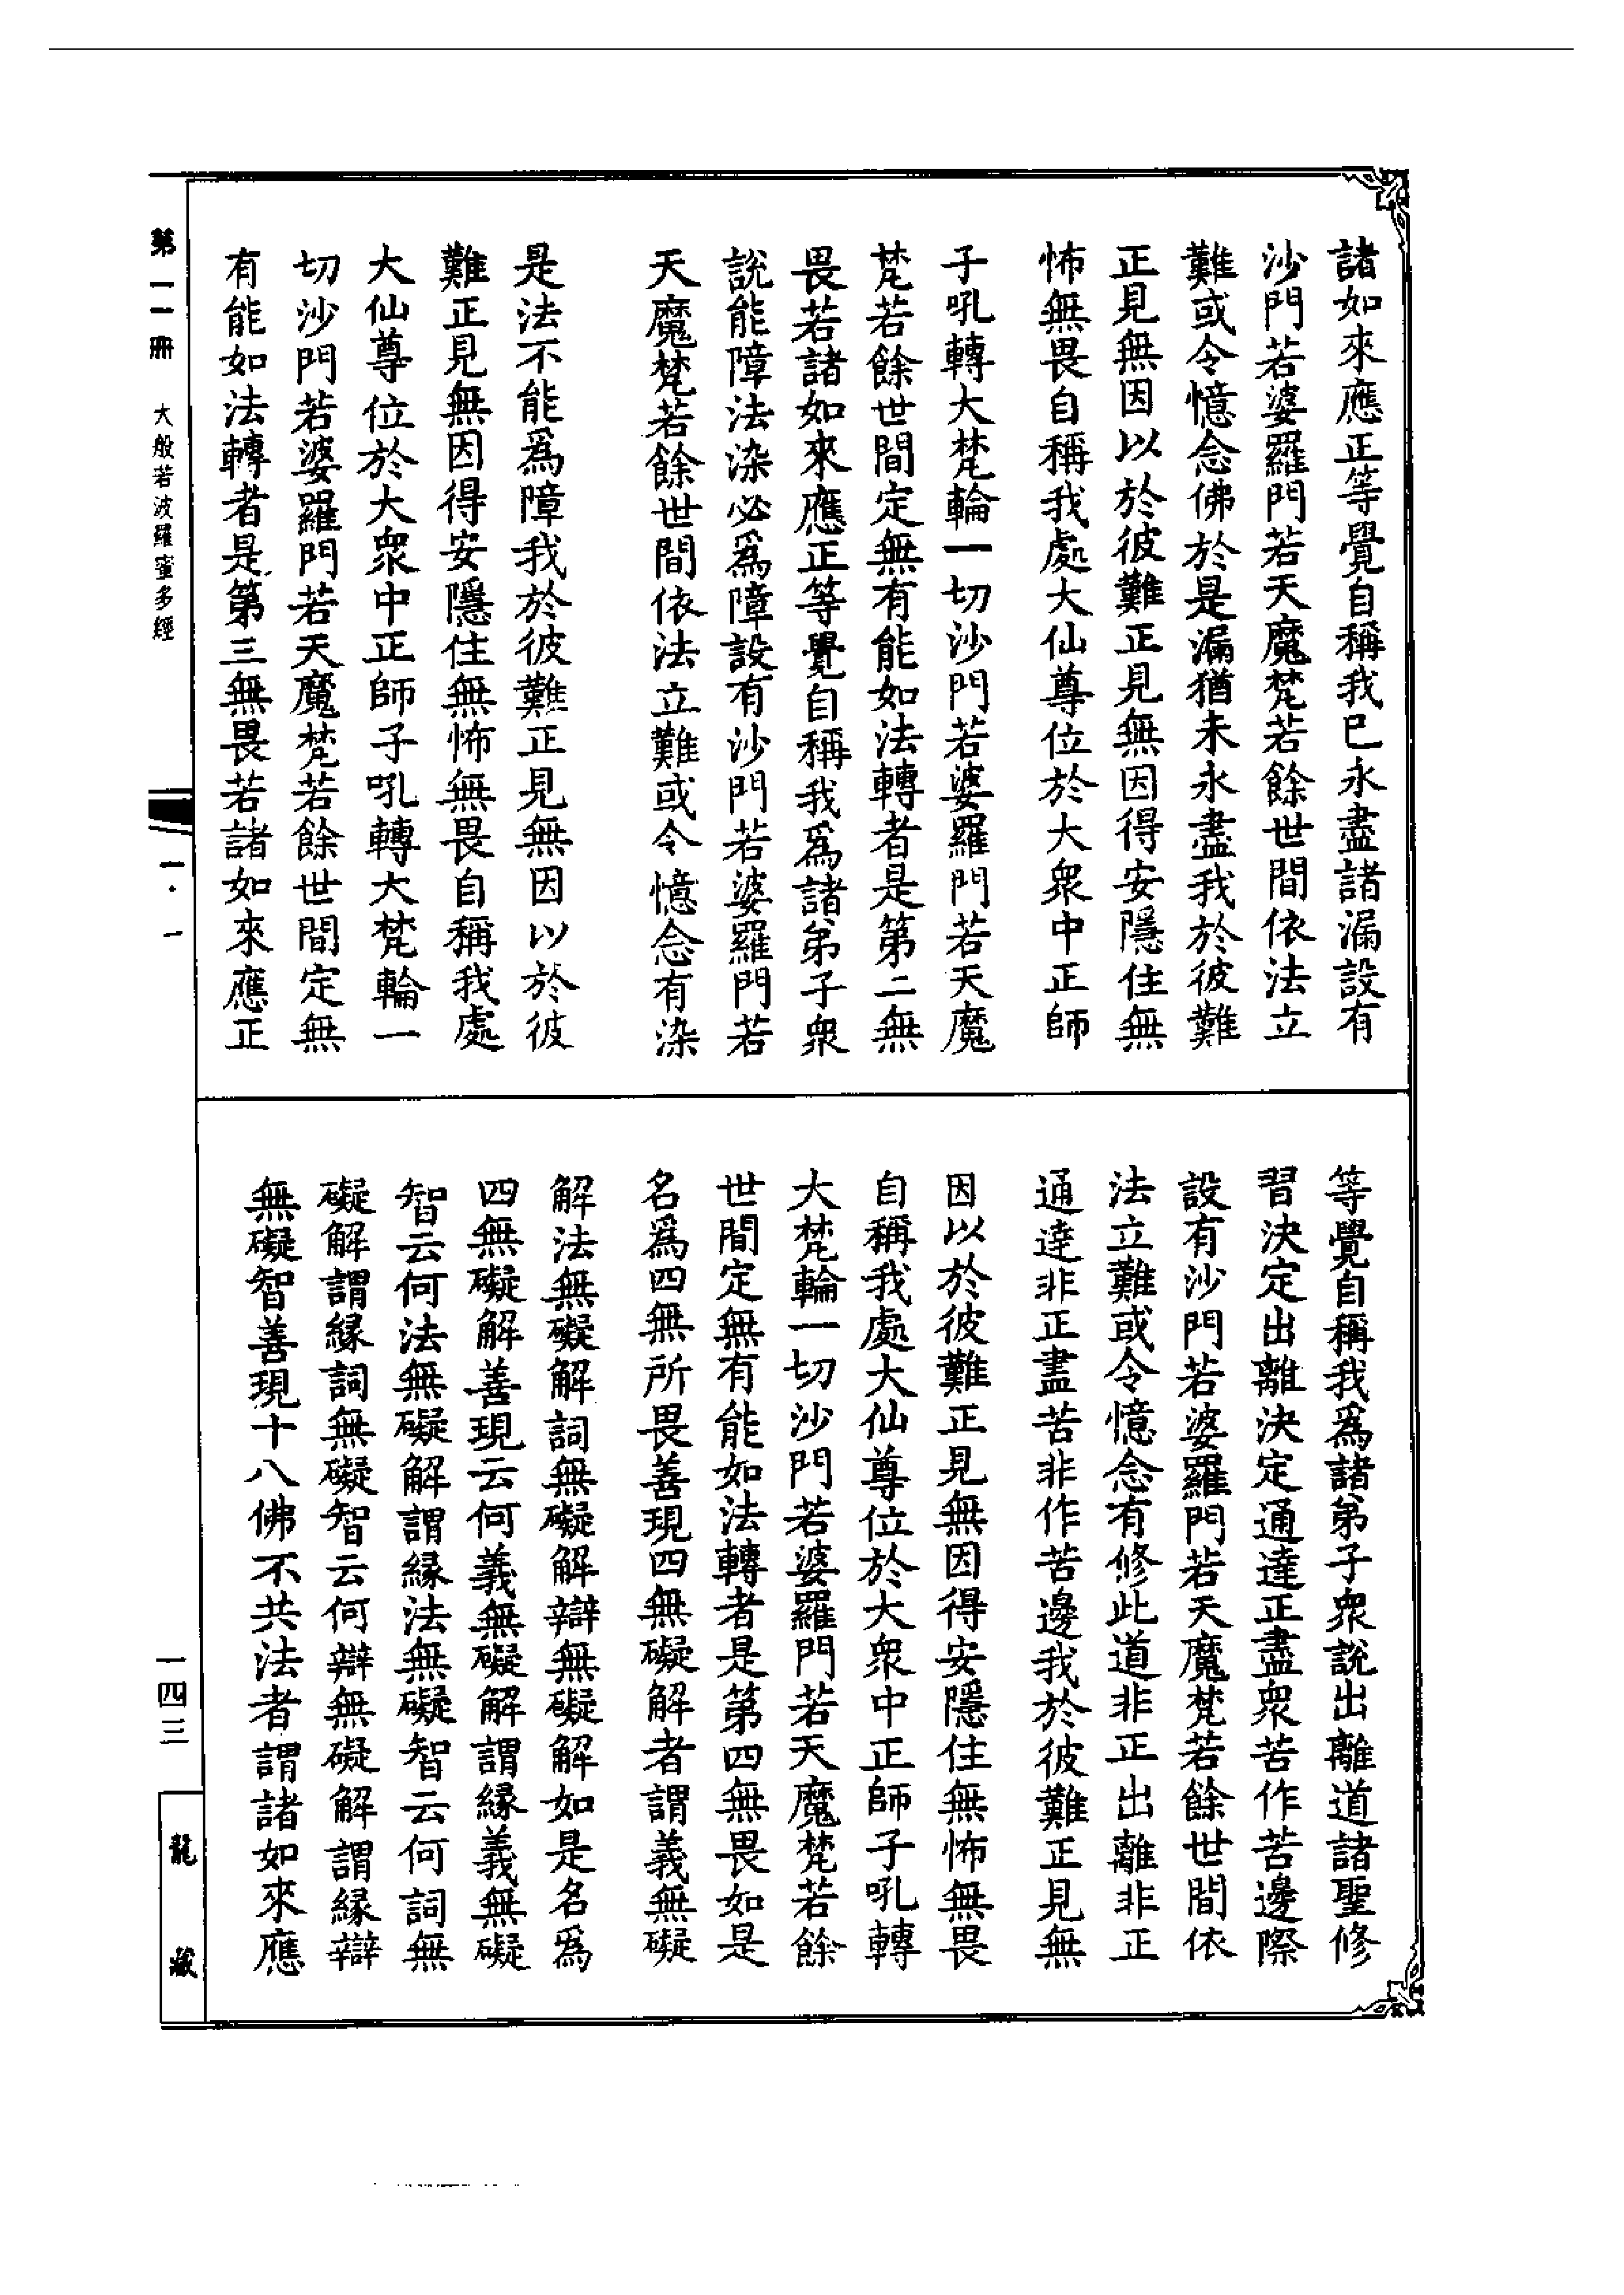 諸如來應正等覺自稱我已永盡諸漏設有
沙門若婆羅門若天魔梵若餘世間依法立
難或令憶念佛於是漏猶未永盡我於彼難
正見無因以於彼難正見無因得安隱住無
怖無畏自稱我處大仙尊位於大衆中正師
子吼轉大梵輪一切沙門若婆羅門若天魔
梵若餘世間定無有能如法轉者是第二無
畏若諸如來應正等覺自稱我爲諸弟子衆
說能障法染必爲障設有沙門若婆羅門若
天魔梵若餘世間依法立難或令憶念有染
是法不能爲障我於彼難正見無因以於彼
難正見無因得安隱住無怖無畏自稱我處
大仙尊位於大衆中正師子吼轉大梵輪一
切沙門若婆羅門若天魔梵若餘世間定無
有能如法轉者是第三無畏若諸如來應正
等覺自稱我爲諸弟子衆說出離道諸聖修
習決定出離決定通達正盡衆苦作苦邊際
設有沙門若婆羅門若天魔梵若餘世間依
法立難或令憶念有修此道非正出離非正
通達非正盡苦非作苦邊我於彼難正見無
因以於彼難正見無因得安隱住無怖無畏
自稱我處大仙尊位於大衆中正師子吼轉
大梵輪一切沙門若婆羅門若天魔梵若餘
世間定無有能如法轉者是第四無畏如是
名爲四無所畏善現四無礙解者謂義無礙
解法無礙解詞無礙解辯無礙解如是名爲
四無礙解善現云何義無礙解謂緣義無礙
智云何法無礙解謂緣法無礙智云何詞無
礙解謂緣詞無礙智云何辯無礙解謂緣辯
無礙智善現十八佛不共法者謂諸如來應
第一一冊 大般若波羅蜜多經 一·一
一四三
龍藏